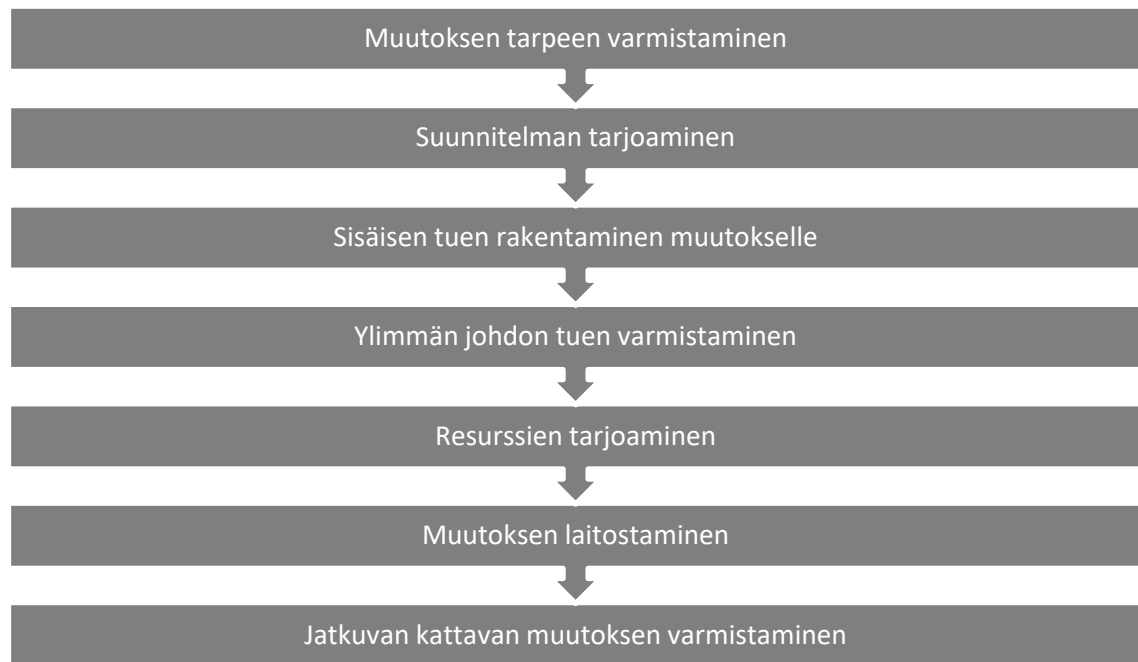 Muutoksen tarpeen varmistaminen
Suunnitelman tarjoaminen
Sisäisen tuen rakentaminen muutokselle
Ylimmän johdon tuen varmistaminen
Resurssien tarjoaminen
Muutoksen laitostaminen
Jatkuvan kattavan muutoksen varmistaminen